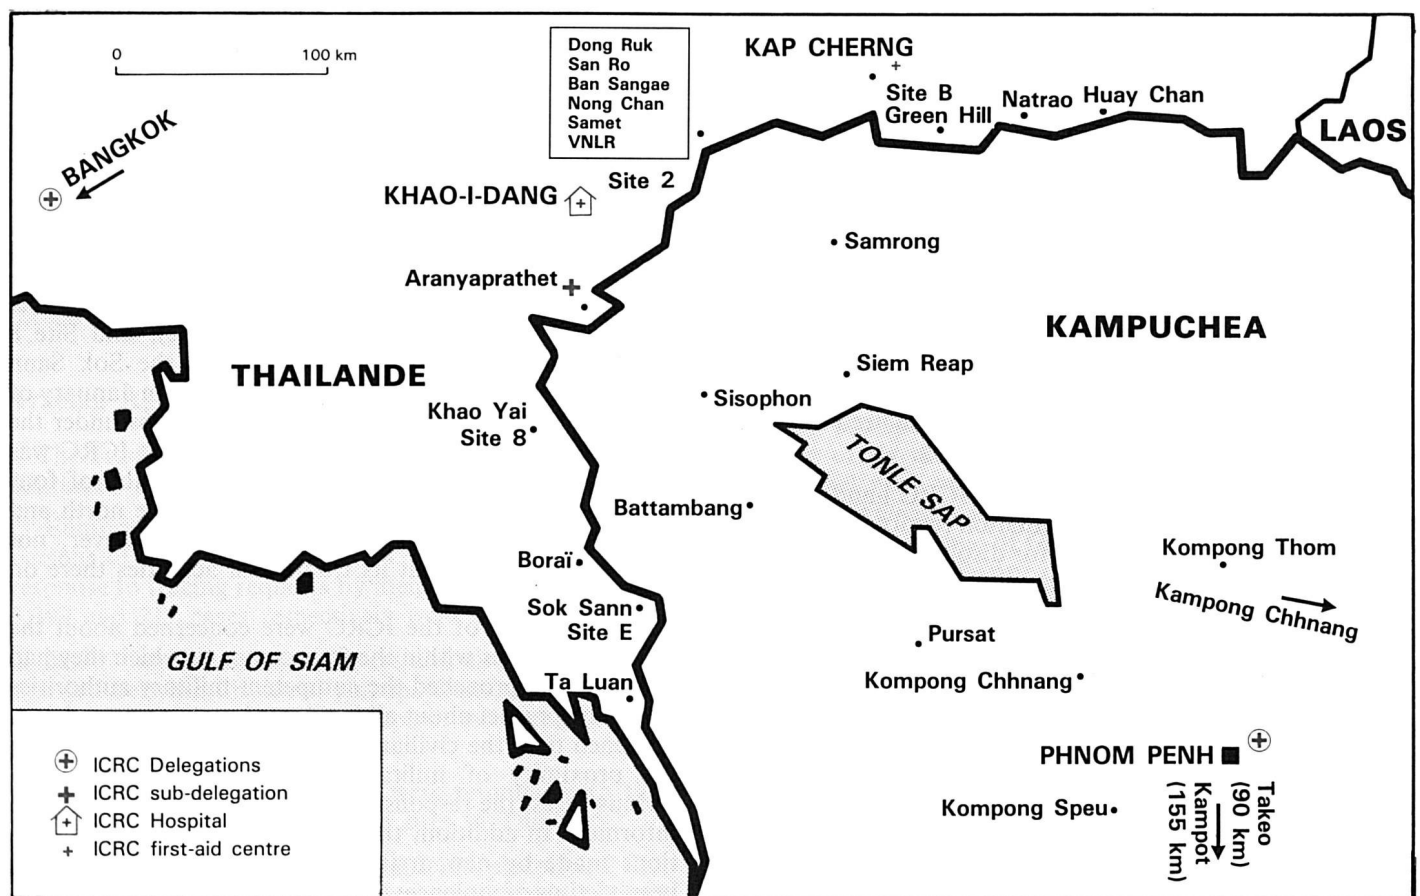 0 100 km
Dong Ruk
San Ro
Ban Sangae
Nong Chan
Samet
VNLR
KAP CHERNG
Site B
Green Hill
Natrao
Huay Chan
LAOS
BANGKOK
KHAO-I-DANG
Site 2
Samrong
Aranyaprathet
KAMPUCHEA
THAILANDE
Siem Reap
Sisophon
Khao Yai
Site 8
TONLE SAP
Battambang
Kompong Thom
Boraï
Kampong Chhnang
Sok Sann
Site E
Pursat
GULF OF SIAM
Ta Luan
Kompong Chhnang
PHNOM PENH
Kompong Speu
Takeo
(90 km)
Kampot
(155 km)
ICRC Delegations
ICRC sub-delegation
ICRC Hospital
ICRC first-aid centre